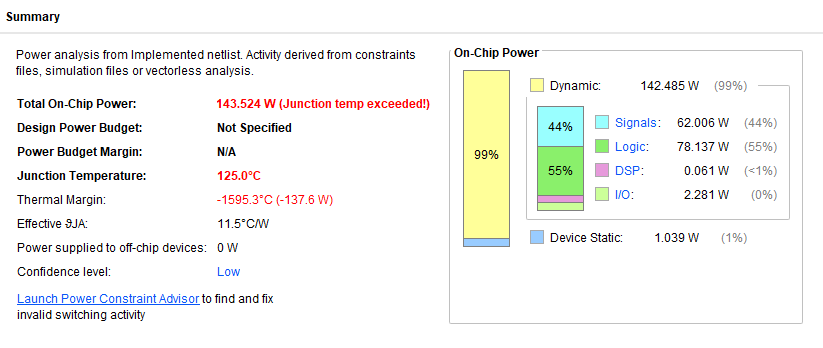 Summary
Power analysis from Implemented netlist. Activity derived from constraints
files, simulation files or vectorless analysis.
Total On-Chip Power: 143.524 W (Junction temp exceeded!)
Design Power Budget: Not Specified
Power Budget Margin: N/A
Junction Temperature: 125.0°C
Thermal Margin: -1595.3°C (-137.6 W)
Effective ϑJA: 11.5°C/W
Power supplied to off-chip devices: 0 W
Confidence level: Low
Launch Power Constraint Advisor to find and fix
invalid switching activity
On-Chip Power
Dynamic: 142.485 W (99%)
99%
44%
55%
Signals: 62.006 W (44%)
Logic: 78.137 W (55%)
DSP: 0.061 W (<1%)
I/O: 2.281 W (0%)
Device Static: 1.039 W (1%)